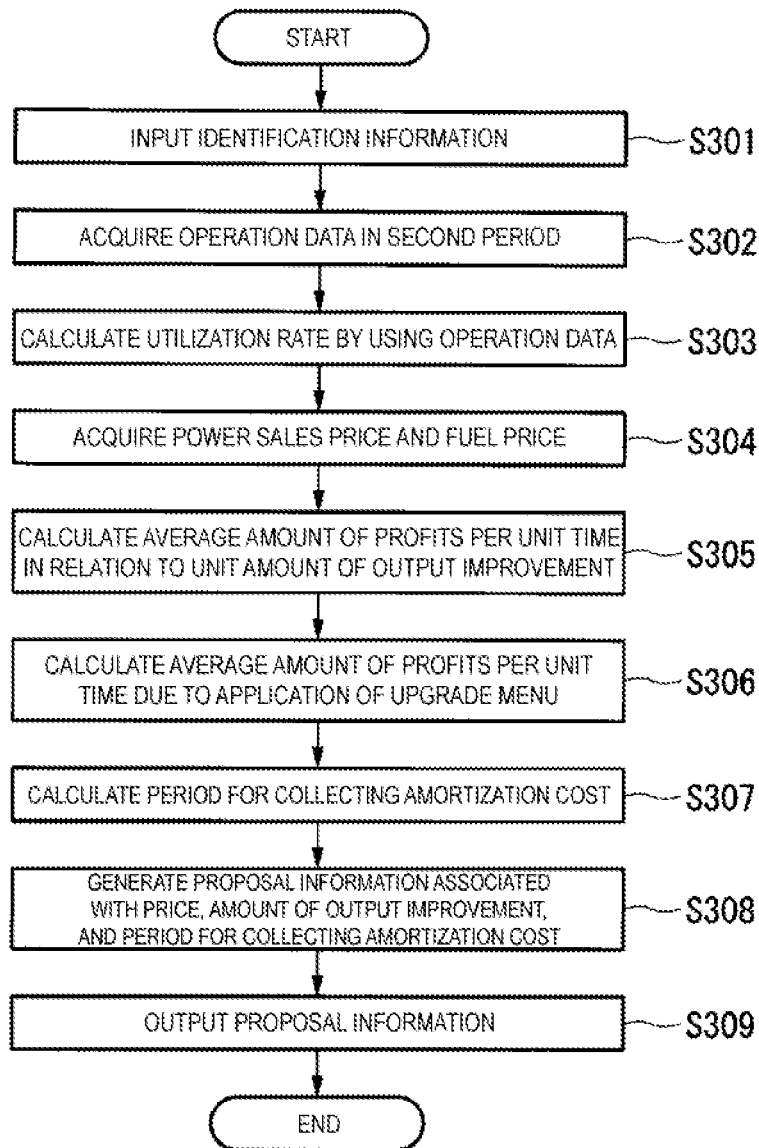 START
INPUT IDENTIFICATION INFORMATION
S301
ACQUIRE OPERATION DATA IN SECOND PERIOD
S302
CALCULATE UTILIZATION RATE BY USING OPERATION DATA
S303
ACQUIRE POWER SALES PRICE AND FUEL PRICE
S304
CALCULATE AVERAGE AMOUNT OF PROFITS PER UNIT TIME
IN RELATION TO UNIT AMOUNT OF OUTPUT IMPROVEMENT
S305
CALCULATE AVERAGE AMOUNT OF PROFITS PER UNIT
TIME DUE TO APPLICATION OF UPGRADE MENU
S306
CALCULATE PERIOD FOR COLLECTING AMORTIZATION COST
S307
GENERATE PROPOSAL INFORMATION ASSOCIATED
WITH PRICE, AMOUNT OF OUTPUT IMPROVEMENT,
AND PERIOD FOR COLLECTING AMORTIZATION COST
S308
OUTPUT PROPOSAL INFORMATION
S309
END